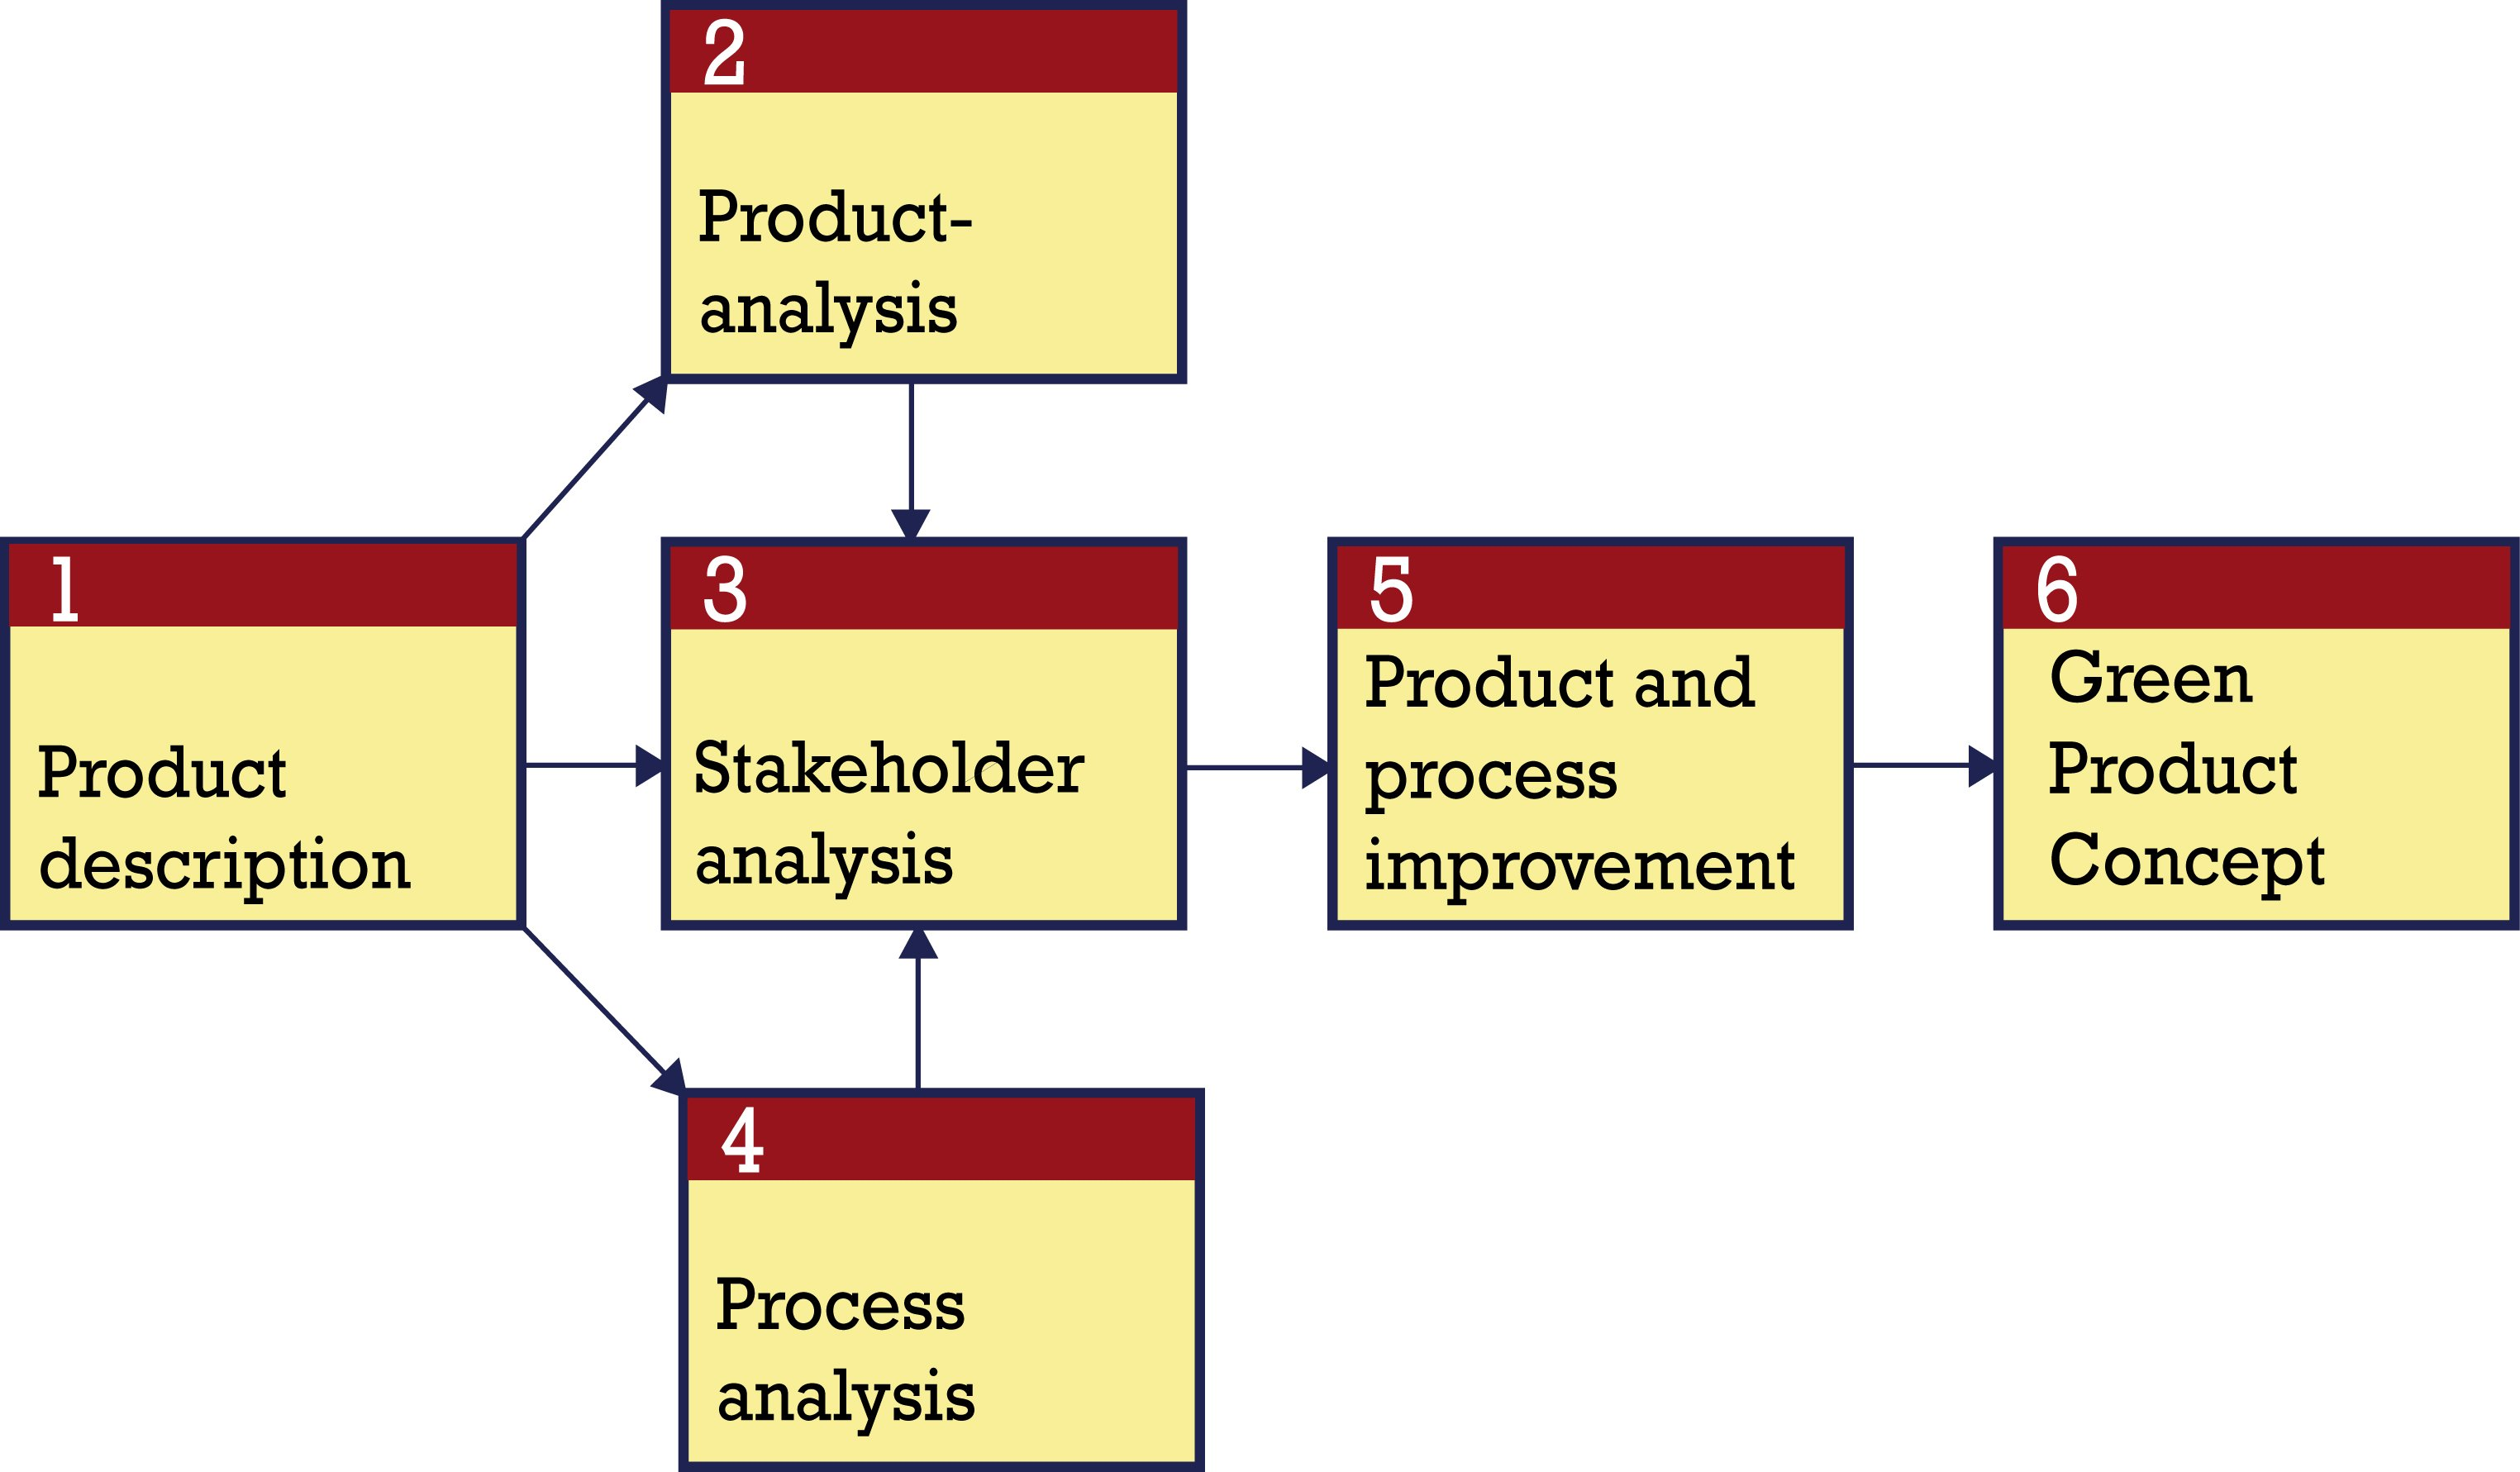 2
Product-
analysis
1
Product
description
3
Stakeholder
analysis
5
Product and
process
improvement
6
Green
Product
Concept
4
Process
analysis